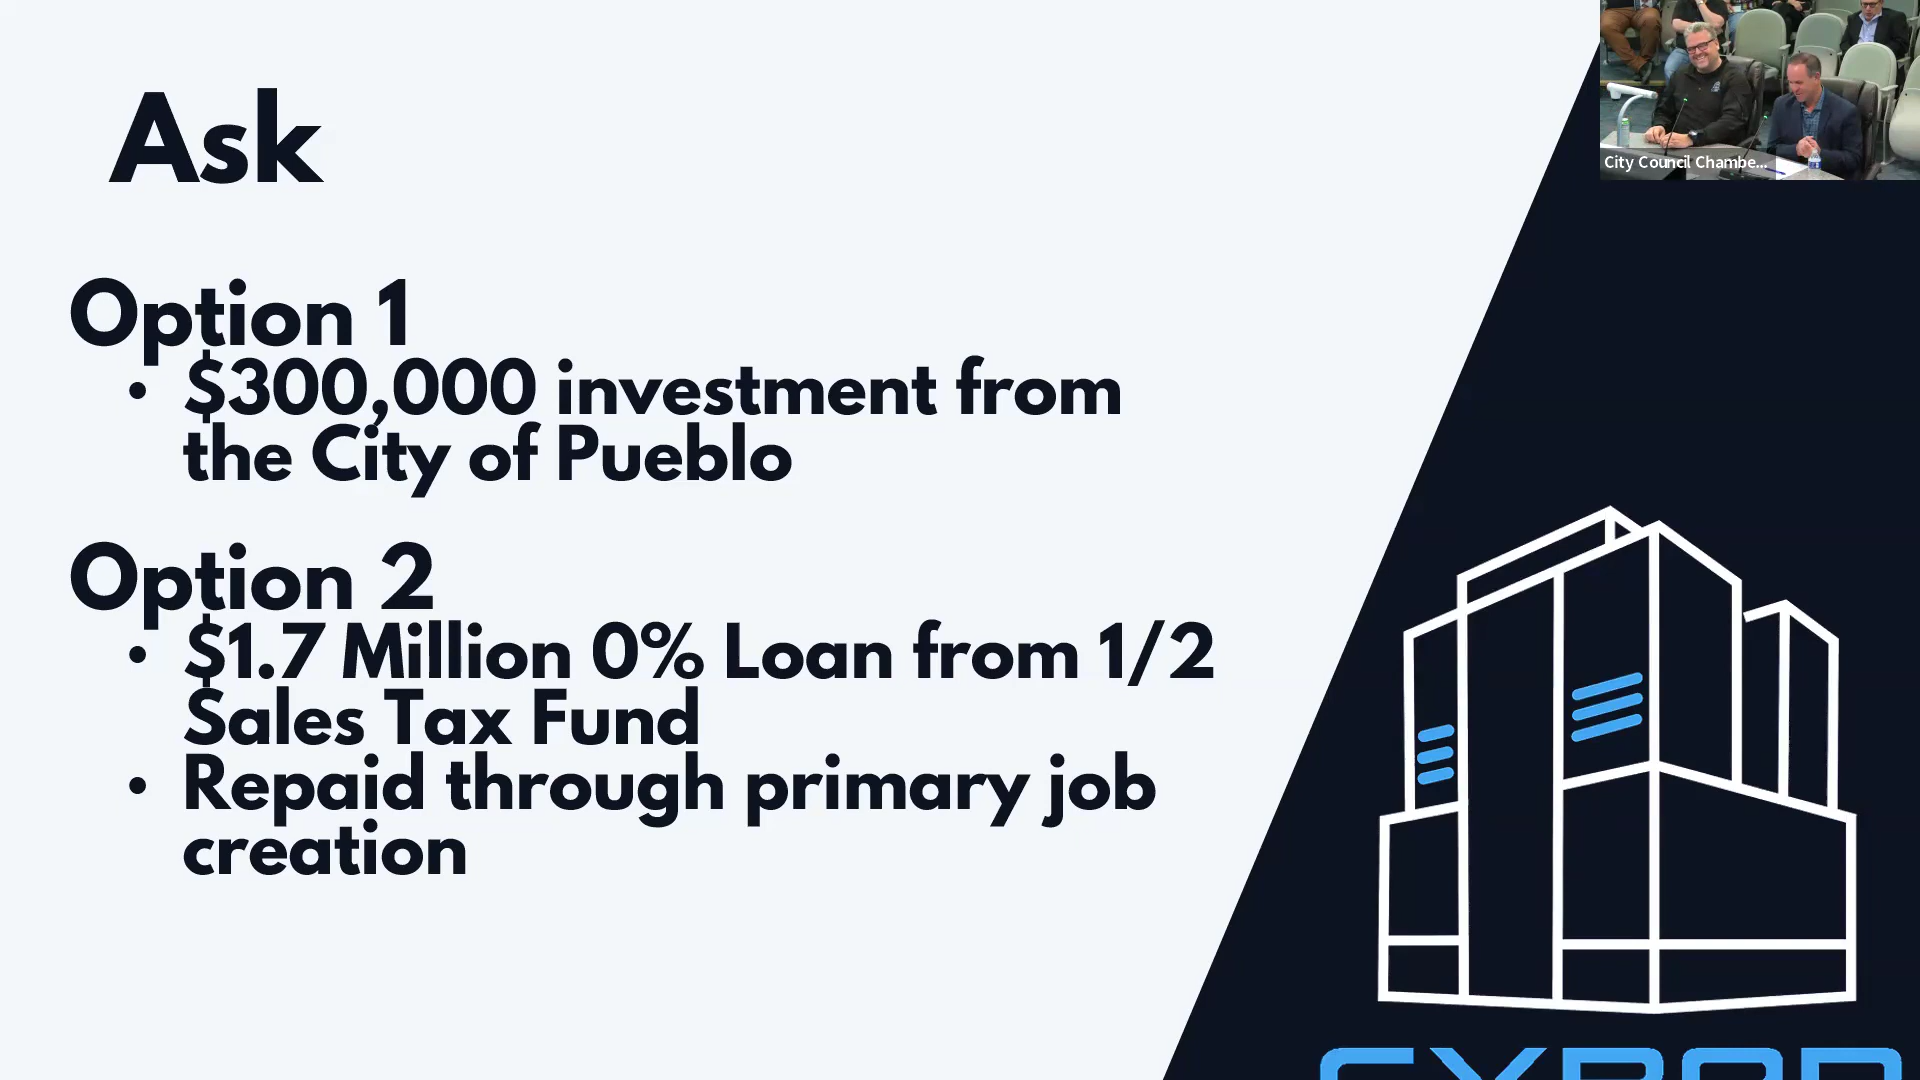 Ask
City Council Chambe...
Option 1
• $300,000 investment from
the City of Pueblo
Option 2
• $1.7 Million 0% Loan from 1/2
Sales Tax Fund
• Repaid through primary job
creation